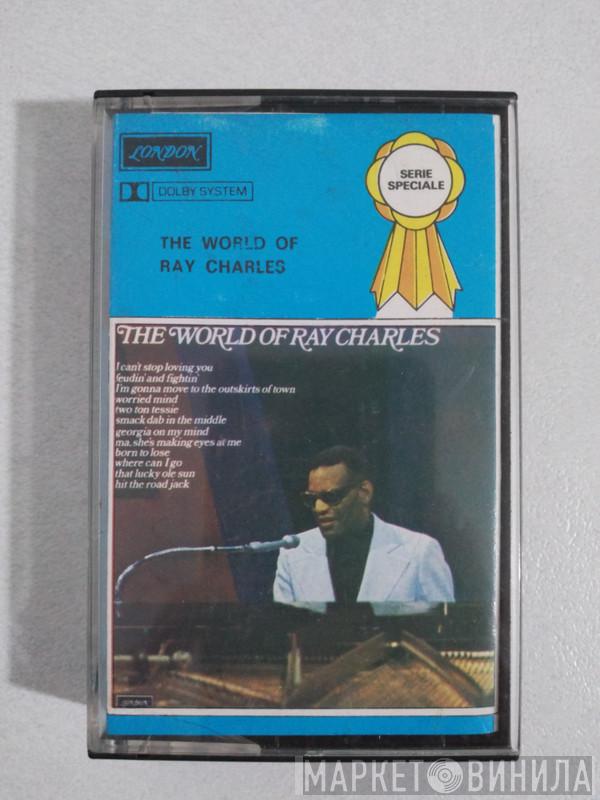 LONDON
DOLBY SYSTEM
SERIE
SPECIALE
THE WORLD OF
RAY CHARLES
THE WORLD OF RAY CHARLES
I can't stop loving you
feudin' and fightin'
I'm gonna move to the outskirts of town
worried mind
two ton tessie
smack dab in the middle
georgia on my mind
ma, she's making eyes at me
born to lose
where can I go
that lucky ole sun
hit the road jack
LONDON
МАРКЕТ ВИНИЛА